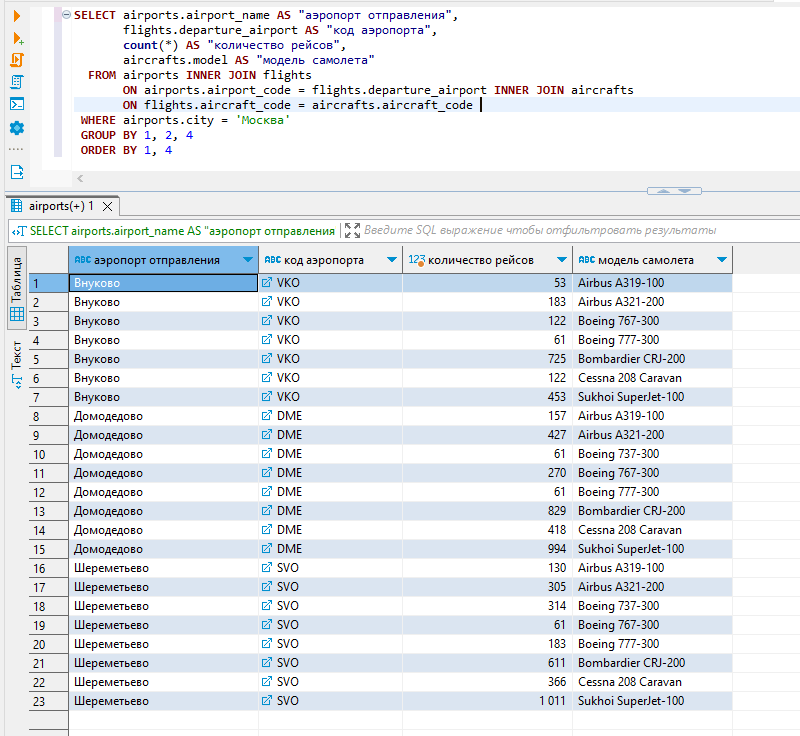 SELECT airports.airport_name AS "аэропорт отправления",
flights.departure_airport AS "код аэропорта",
count(*) AS "количество рейсов",
aircrafts.model AS "модель самолета"
FROM airports INNER JOIN flights
ON airports.airport_code = flights.departure_airport INNER JOIN aircrafts
ON flights.aircraft_code = aircrafts.aircraft_code
WHERE airports.city = 'Москва'
GROUP BY 1, 2, 4
ORDER BY 1, 4
airports(+) 1
SELECT airports.airport_name AS "аэропорт отправления Введите SQL выражение чтобы отфильтровать результаты
Таблица
Текст
ABC аэропорт отправления ABC код аэропорта 123 количество рейсов ABC модель самолета
1 Внуково VKO 53 Airbus A319-100
2 Внуково VKO 183 Airbus A321-200
3 Внуково VKO 122 Boeing 767-300
4 Внуково VKO 61 Boeing 777-300
5 Внуково VKO 725 Bombardier CRJ-200
6 Внуково VKO 122 Cessna 208 Caravan
7 Внуково VKO 453 Sukhoi SuperJet-100
8 Домодедово DME 157 Airbus A319-100
9 Домодедово DME 427 Airbus A321-200
10 Домодедово DME 61 Boeing 737-300
11 Домодедово DME 270 Boeing 767-300
12 Домодедово DME 61 Boeing 777-300
13 Домодедово DME 829 Bombardier CRJ-200
14 Домодедово DME 418 Cessna 208 Caravan
15 Домодедово DME 994 Sukhoi SuperJet-100
16 Шереметьево SVO 130 Airbus A319-100
17 Шереметьево SVO 305 Airbus A321-200
18 Шереметьево SVO 314 Boeing 737-300
19 Шереметьево SVO 61 Boeing 767-300
20 Шереметьево SVO 183 Boeing 777-300
21 Шереметьево SVO 611 Bombardier CRJ-200
22 Шереметьево SVO 366 Cessna 208 Caravan
23 Шереметьево SVO 1 011 Sukhoi SuperJet-100